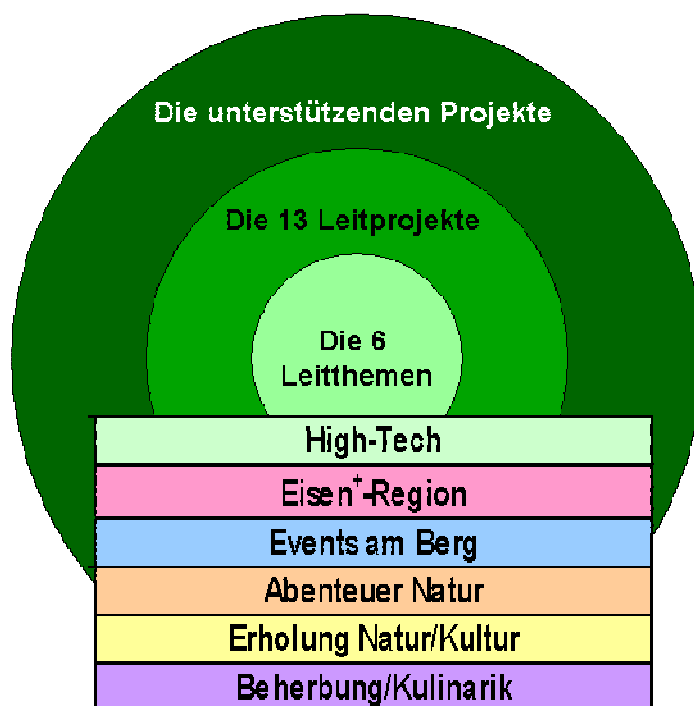 Die unterstützenden Projekte
Die 13 Leitprojekte
Die 6
Leitthemen
High-Tech
Eisen⁺-Region
Events am Berg
Abenteuer Natur
Erholung Natur/Kultur
Beherbung/Kulinarik